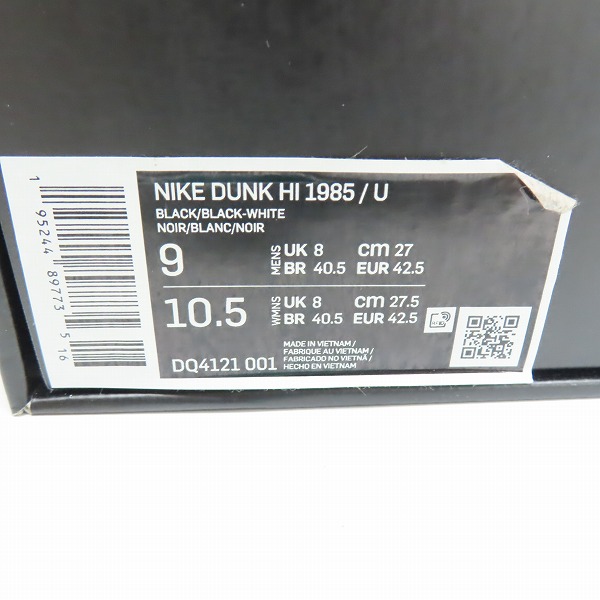 NIKE DUNK HI 1985 / U
BLACK/BLACK-WHITE
NOIR/BLANC/NOIR
9 MENS UK 8 cm 27
BR 40.5 EUR 42.5
10.5 WMNS UK 8 cm 27.5
BR 40.5 EUR 42.5
DQ4121 001
MADE IN VIETNAM /
FABRIQUE AU VIETNAM /
FABRICADO NO VIETNÃ /
HECHO EN VIETNAM
1 95244 89773 516